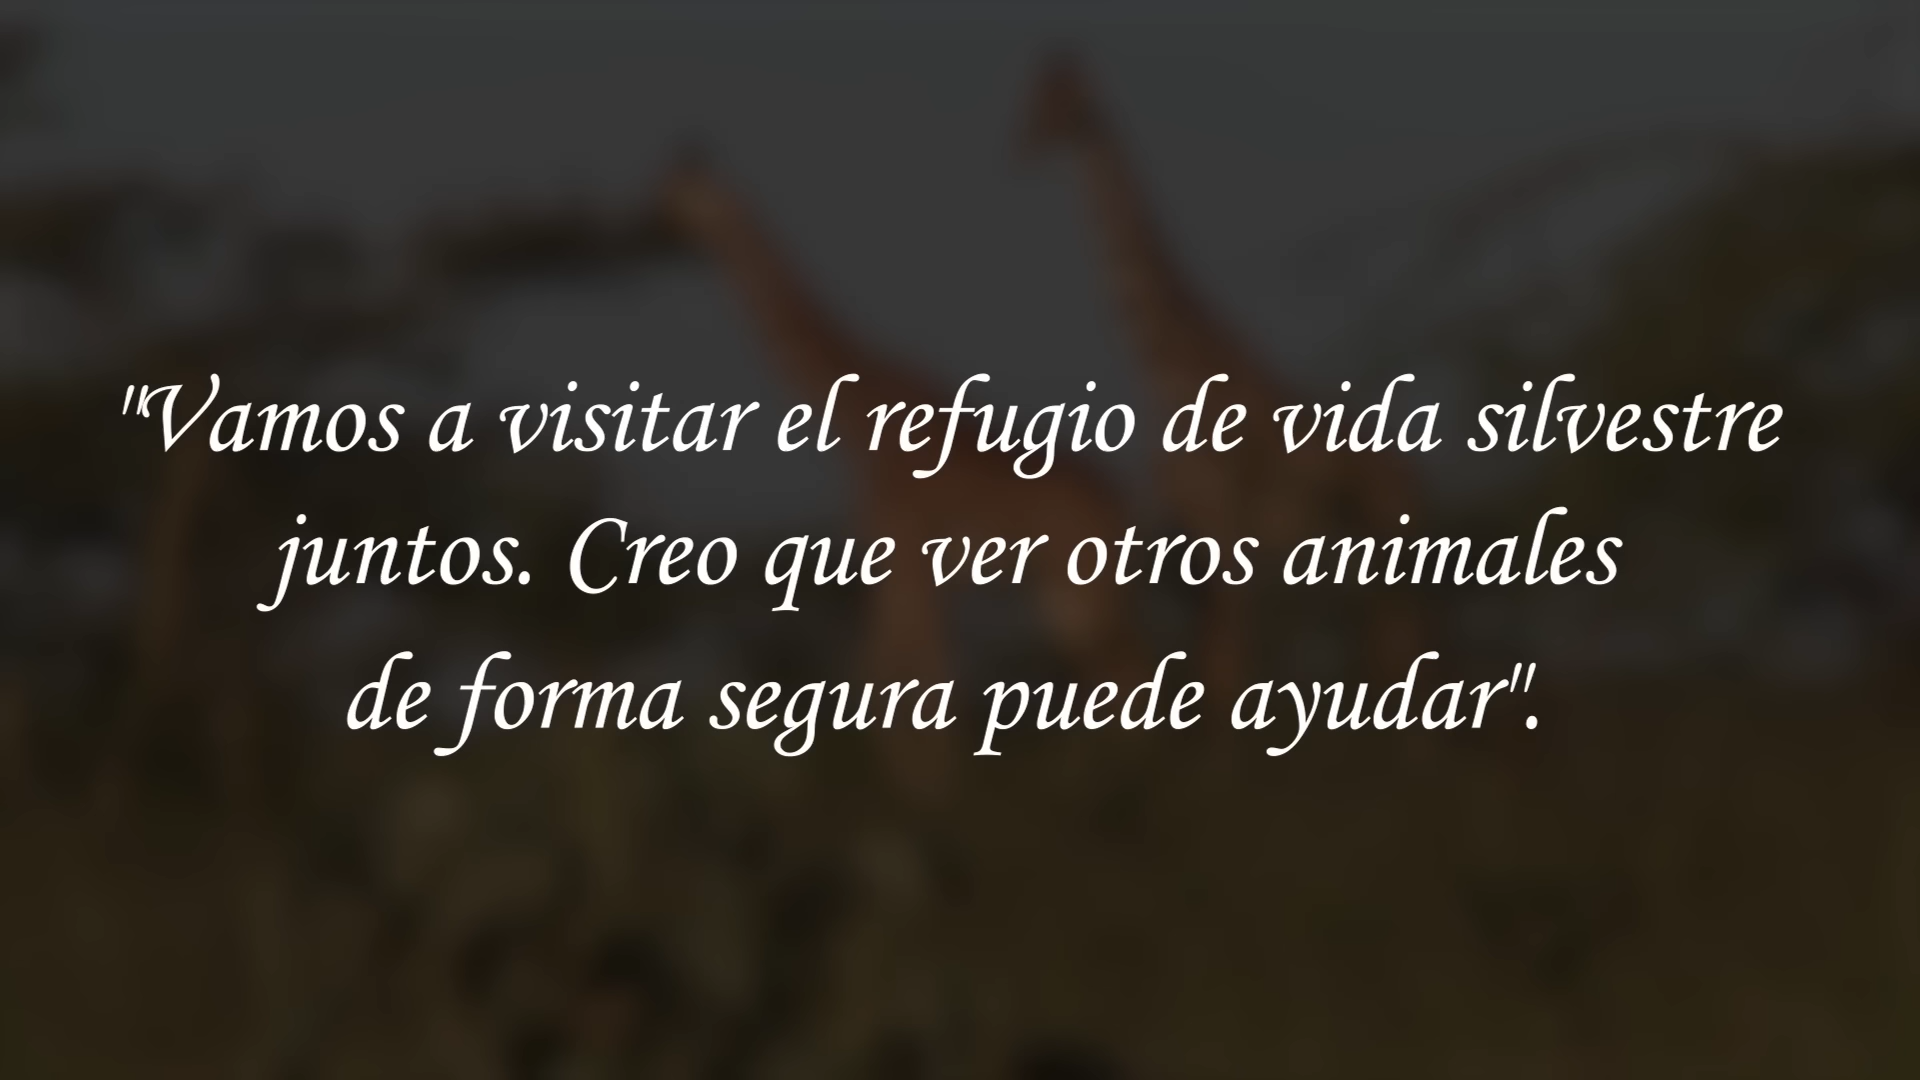 "Vamos a visitar el refugio de vida silvestre
juntos. Creo que ver otros animales
de forma segura puede ayudar".